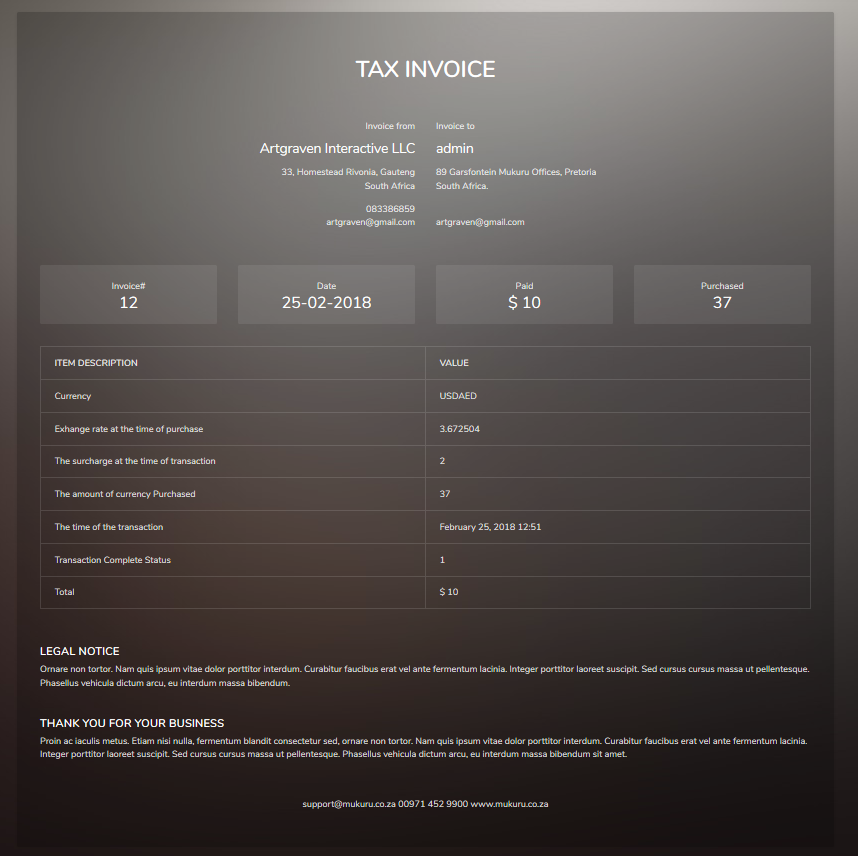 TAX INVOICE
Invoice from
Artgraven Interactive LLC
33, Homestead Rivonia, Gauteng
South Africa
083386859
artgraven@gmail.com
Invoice to
admin
89 Garsfontein Mukuru Offices, Pretoria
South Africa.
artgraven@gmail.com
Invoice#
12
Date
25-02-2018
Paid
$ 10
Purchased
37
ITEM DESCRIPTION VALUE
Currency USDAED
Exhange rate at the time of purchase 3.672504
The surcharge at the time of transaction 2
The amount of currency Purchased 37
The time of the transaction February 25, 2018 12:51
Transaction Complete Status 1
Total $ 10
LEGAL NOTICE
Ornare non tortor. Nam quis ipsum vitae dolor porttitor interdum. Curabitur faucibus erat vel ante fermentum lacinia. Integer porttitor laoreet suscipit. Sed cursus cursus massa ut pellentesque.
Phasellus vehicula dictum arcu, eu interdum massa bibendum.
THANK YOU FOR YOUR BUSINESS
Proin ac iaculis metus. Etiam nisi nulla, fermentum blandit consectetur sed, ornare non tortor. Nam quis ipsum vitae dolor porttitor interdum. Curabitur faucibus erat vel ante fermentum lacinia.
Integer porttitor laoreet suscipit. Sed cursus cursus massa ut pellentesque. Phasellus vehicula dictum arcu, eu interdum massa bibendum sit amet.
support@mukuru.co.za 00971 452 9900 www.mukuru.co.za